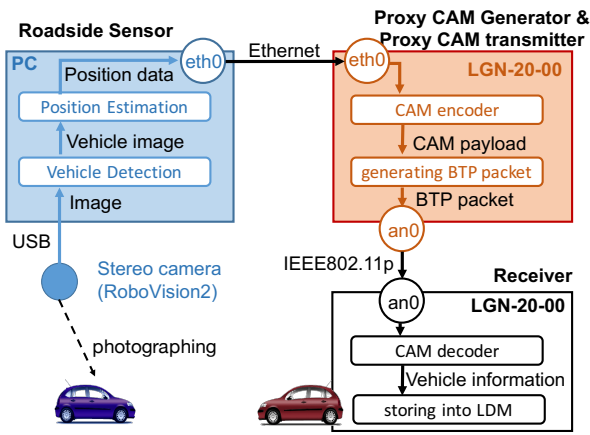 Roadside Sensor
PC
Position data
eth0
Position Estimation
Vehicle image
Vehicle Detection
Image
USB
Stereo camera
(RoboVision2)
photographing
Ethernet
Proxy CAM Generator &
Proxy CAM transmitter
eth0
LGN-20-00
CAM encoder
CAM payload
generating BTP packet
BTP packet
an0
IEEE802.11p
Receiver
an0
LGN-20-00
CAM decoder
Vehicle information
storing into LDM